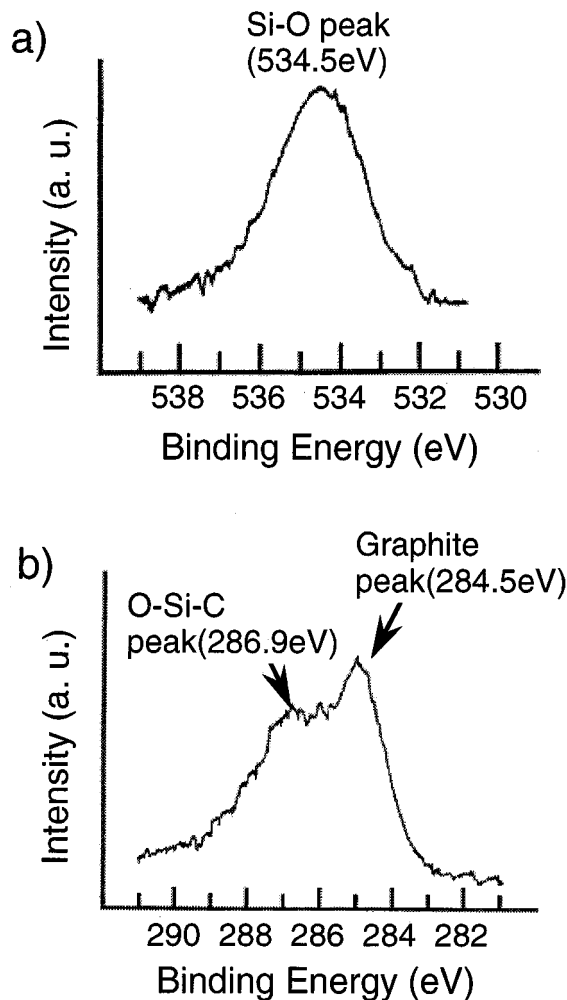 a)
Si-O peak
(534.5eV)
Intensity (a. u.)
538 536 534 532 530
Binding Energy (eV)
b)
Graphite
peak(284.5eV)
O-Si-C
peak(286.9eV)
Intensity (a. u.)
290 288 286 284 282
Binding Energy (eV)